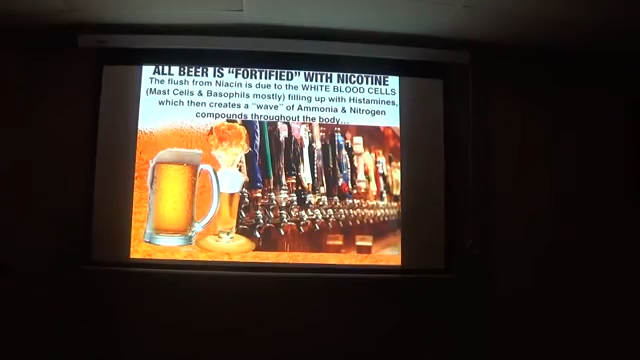 ALL BEER IS “FORTIFIED” WITH NICOTINE
The flush from Niacin is due to the WHITE BLOOD CELLS
(Mast Cells & Basophils mostly) filling up with Histamines,
which then creates a “wave” of Ammonia & Nitrogen
compounds throughout the body...